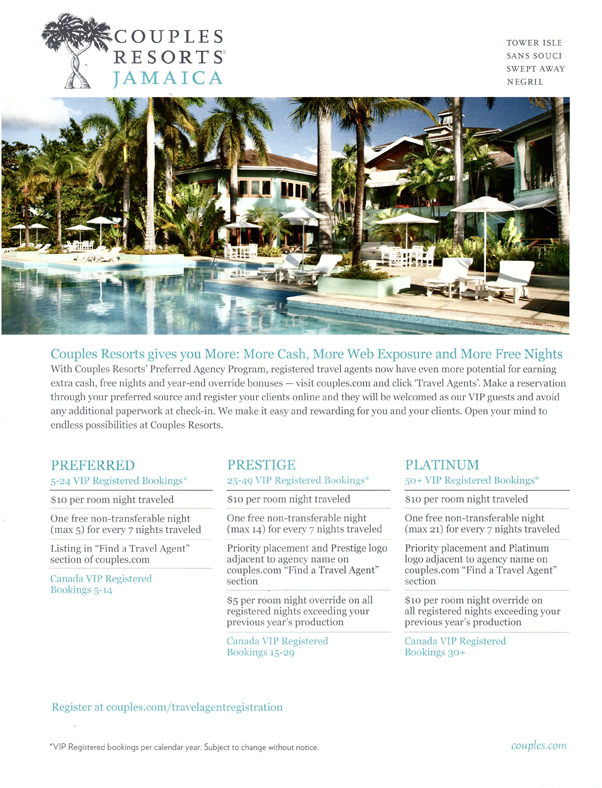 COUPLES
RESORTS®
JAMAICA
TOWER ISLE
SANS SOUCI
SWEPT AWAY
NEGRIL
Couples Resorts gives you More: More Cash, More Web Exposure and More Free Nights
With Couples Resorts' Preferred Agency Program, registered travel agents now have even more potential for earning
extra cash, free nights and year-end override bonuses — visit couples.com and click 'Travel Agents'. Make a reservation
through your preferred source and register your clients online and they will be welcomed as our VIP guests and avoid
any additional paperwork at check-in. We make it easy and rewarding for you and your clients. Open your mind to
endless possibilities at Couples Resorts.
PREFERRED
5-24 VIP Registered Bookings*
$10 per room night traveled
One free non-transferable night
(max 5) for every 7 nights traveled
Listing in "Find a Travel Agent"
section of couples.com
Canada VIP Registered
Bookings 5-14
PRESTIGE
25-49 VIP Registered Bookings*
$10 per room night traveled
One free non-transferable night
(max 14) for every 7 nights traveled
Priority placement and Prestige logo
adjacent to agency name on
couples.com "Find a Travel Agent"
section
$5 per room night override on all
registered nights exceeding your
previous year's production
Canada VIP Registered
Bookings 15-29
PLATINUM
50+ VIP Registered Bookings*
$10 per room night traveled
One free non-transferable night
(max 21) for every 7 nights traveled
Priority placement and Platinum
logo adjacent to agency name on
couples.com "Find a Travel Agent"
section
$10 per room night override on
all registered nights exceeding your
previous year's production
Canada VIP Registered
Bookings 30+
Register at couples.com/travelagentregistration
*VIP Registered bookings per calendar year. Subject to change without notice.
couples.com